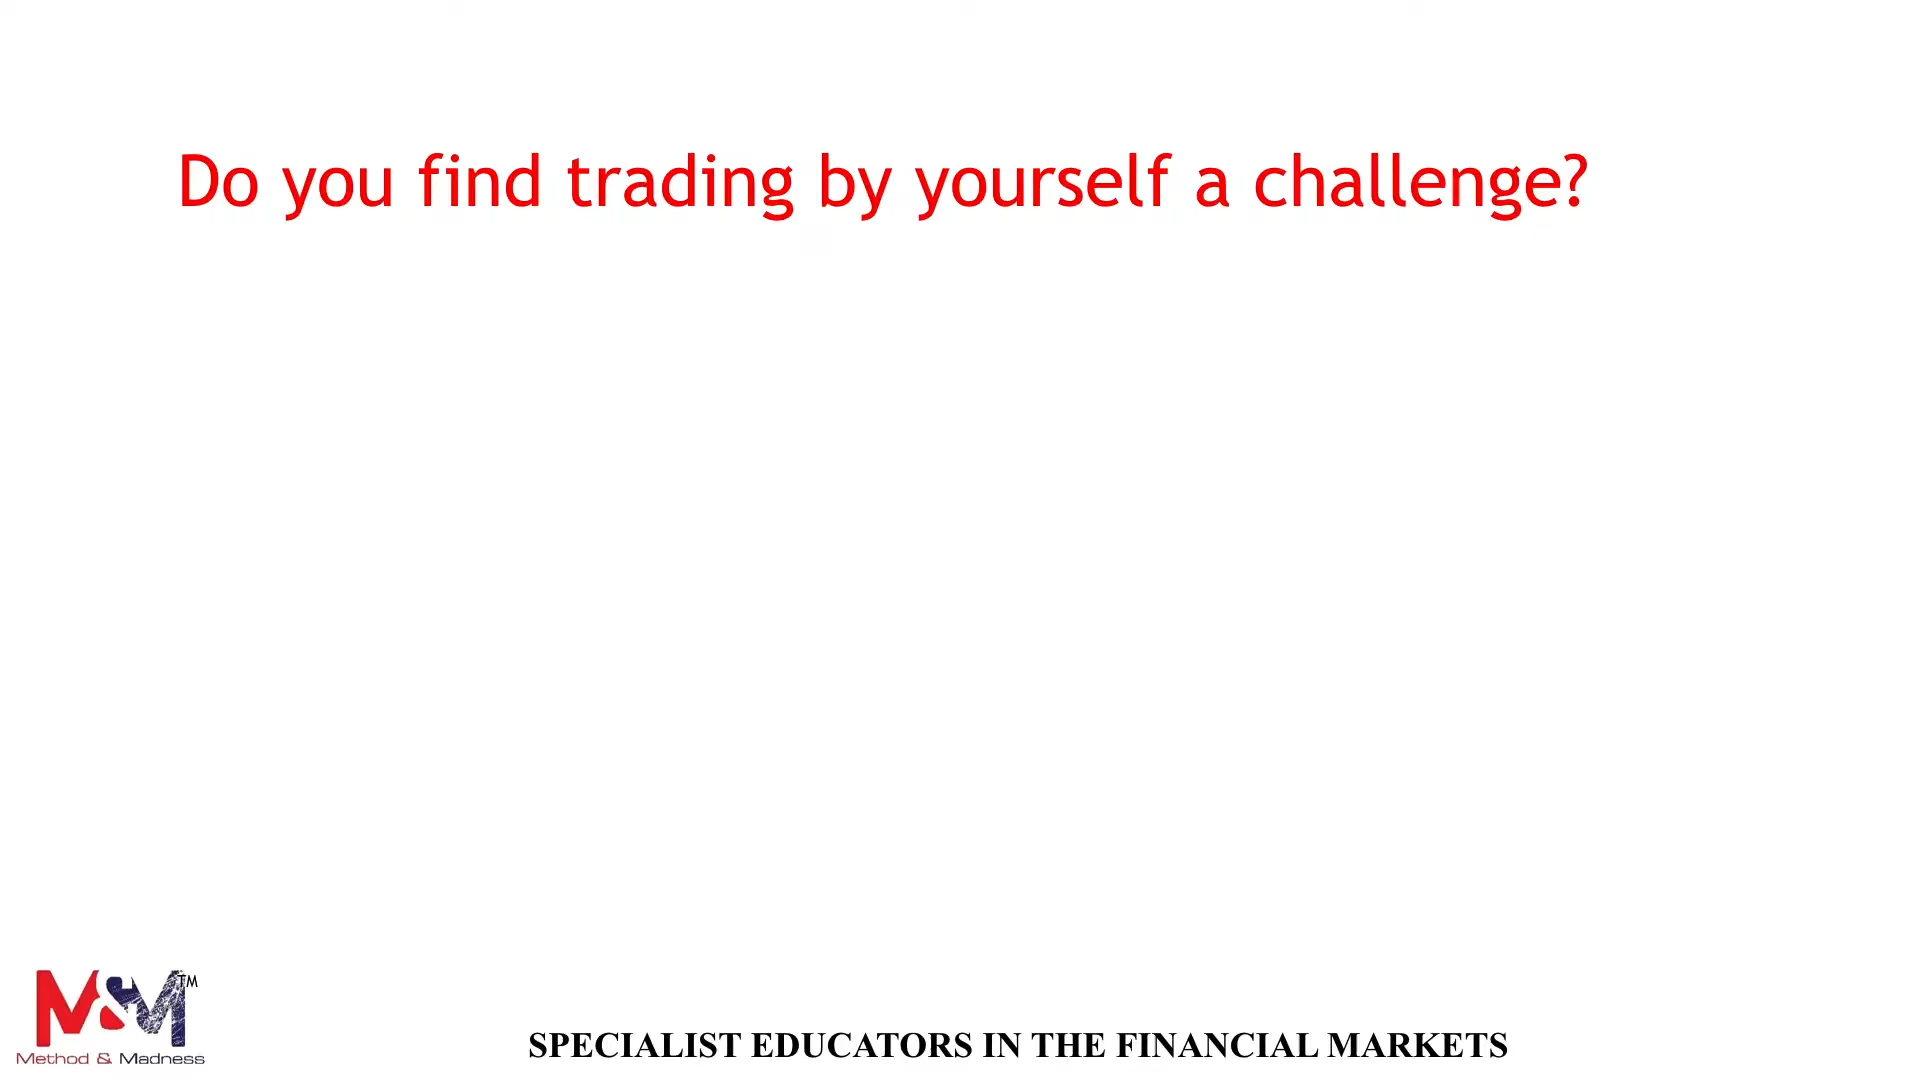 Do you find trading by yourself a challenge?
M&M™
Method & Madness
SPECIALIST EDUCATORS IN THE FINANCIAL MARKETS